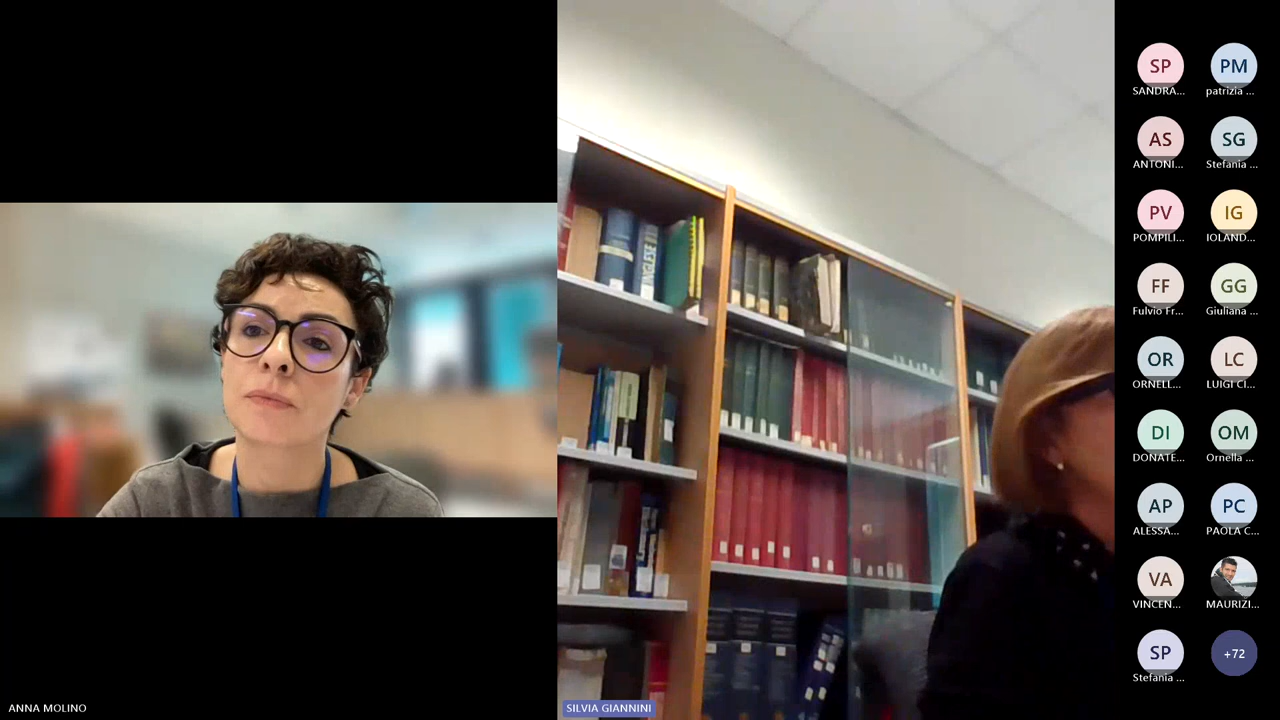 SP
SANDRA...
PM
patrizia ...
AS
ANTONI...
SG
Stefania ...
PV
POMPILI...
IG
IOLAND...
FF
Fulvio Fr...
GG
Giuliana ...
OR
ORNELL...
LC
LUIGI CI...
DI
DONATE...
OM
Ornella ...
AP
ALESSA...
PC
PAOLA C...
VA
VINCEN...
MAURIZI...
SP
Stefania ...
+72
INGLESE
ANNA MOLINO
SILVIA GIANNINI